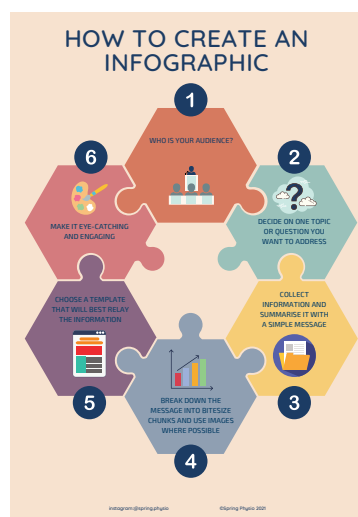 HOW TO CREATE AN
INFOGRAPHIC
1
WHO IS YOUR AUDIENCE?
2
DECIDE ON ONE TOPIC
OR QUESTION YOU
WANT TO ADDRESS
COLLECT
INFORMATION AND
SUMMARISE IT WITH
A SIMPLE MESSAGE
3
BREAK DOWN THE
MESSAGE INTO BITESIZE
CHUNKS AND USE IMAGES
WHERE POSSIBLE
4
CHOOSE A TEMPLATE
THAT WILL BEST RELAY
THE INFORMATION
5
6
MAKE IT EYE-CATCHING
AND ENGAGING
instagram@spring.physio
©Spring Physio 2021